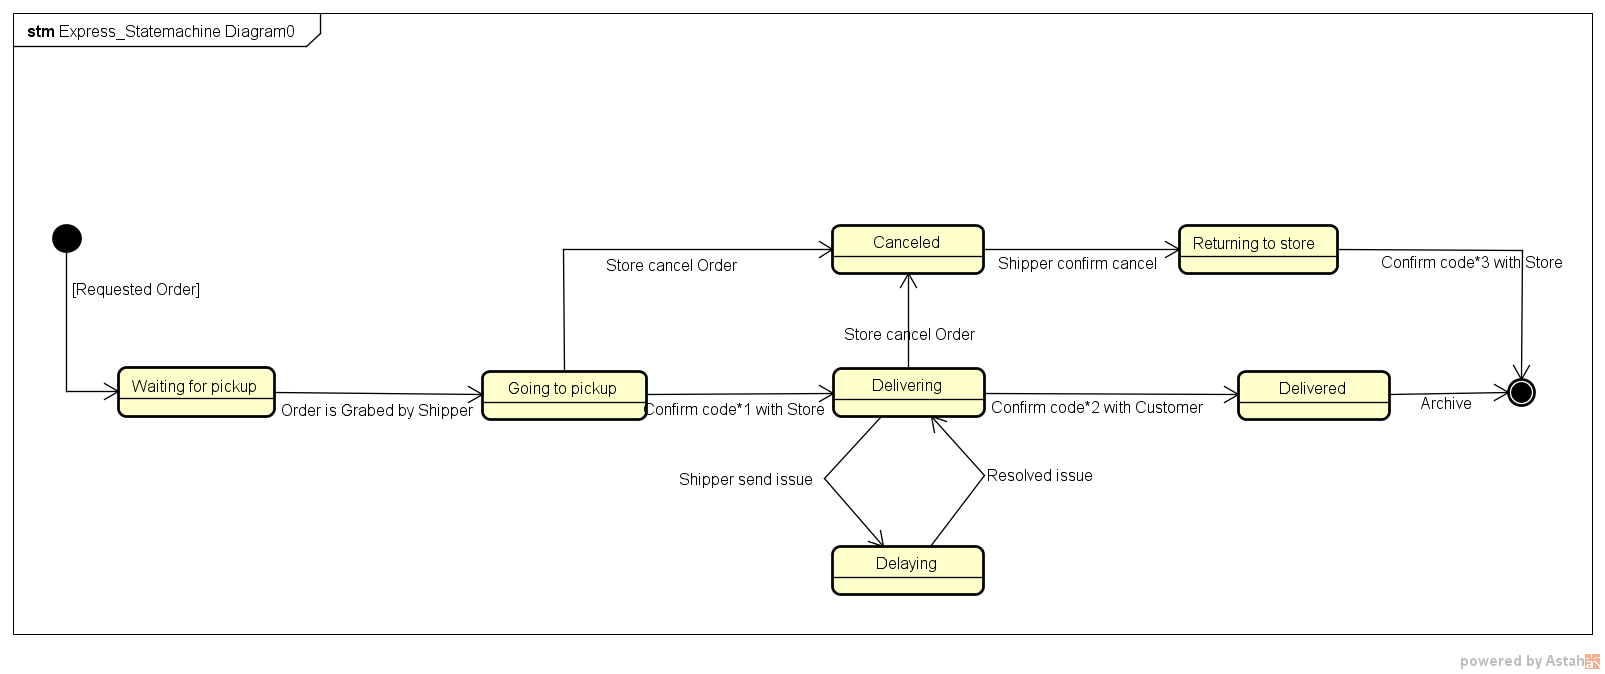 stm Express_Statemachine Diagram0
Canceled
Returning to store
Store cancel Order
Shipper confirm cancel
Confirm code*3 with Store
[Requested Order]
Store cancel Order
Waiting for pickup
Going to pickup
Delivering
Delivered
Order is Grabed by Shipper
Confirm code*1 with Store
Confirm code*2 with Customer
Archive
Shipper send issue
Resolved issue
Delaying
powered by Astah